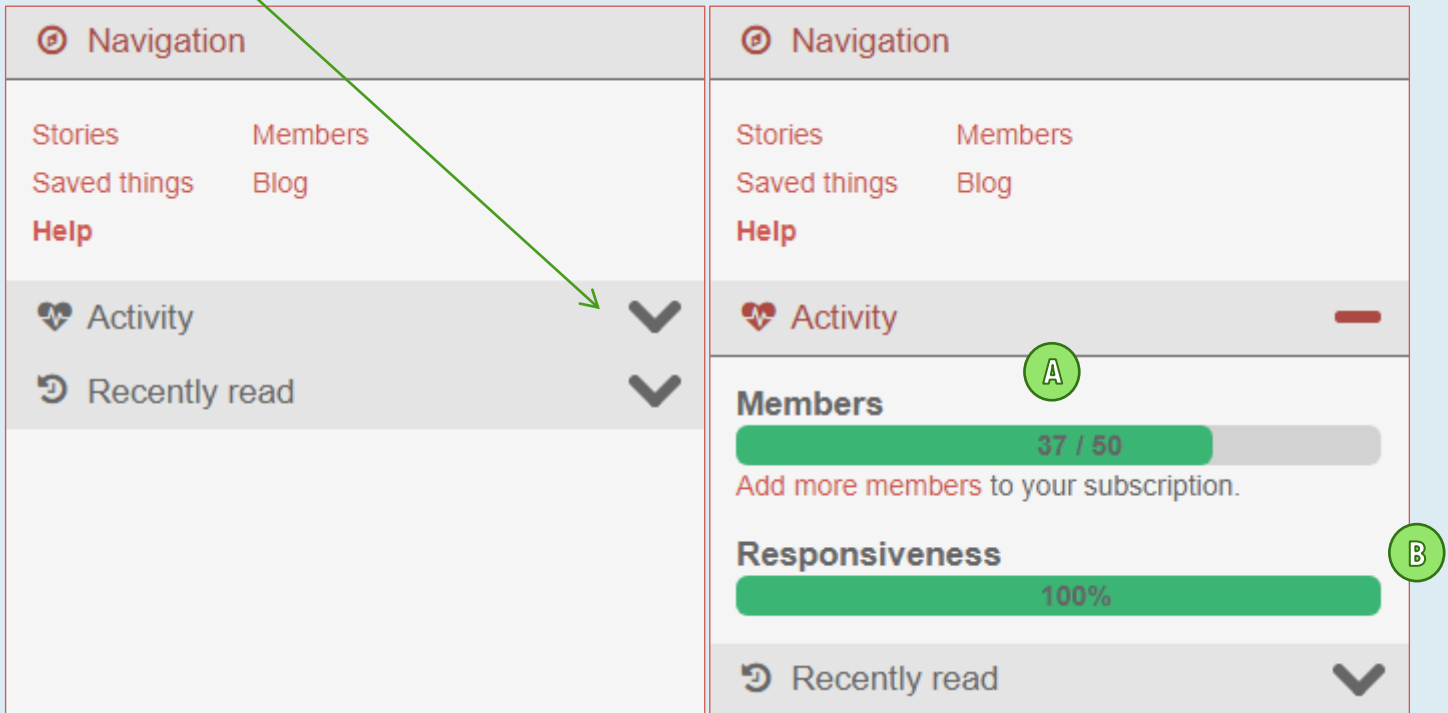 Navigation
Stories Members
Saved things Blog
Help
Activity
Recently read
Navigation
Stories Members
Saved things Blog
Help
Activity
A
Members
37 / 50
Add more members to your subscription.
Responsiveness
B
100%
Recently read